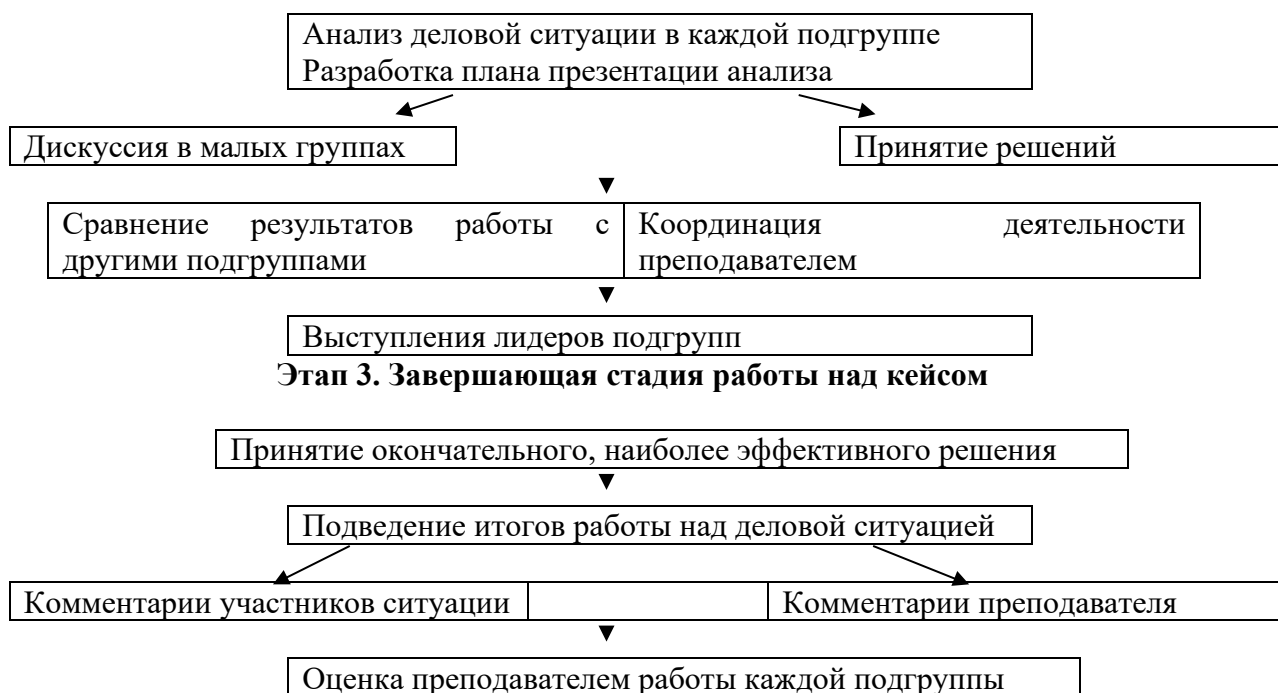 Анализ деловой ситуации в каждой подгруппе
Разработка плана презентации анализа
Дискуссия в малых группах
Принятие решений
Сравнение результатов работы с
другими подгруппами
Координация деятельности
преподавателем
Выступления лидеров подгрупп
Этап 3. Завершающая стадия работы над кейсом
Принятие окончательного, наиболее эффективного решения
Подведение итогов работы над деловой ситуацией
Комментарии участников ситуации
Комментарии преподавателя
Оценка преподавателем работы каждой подгруппы